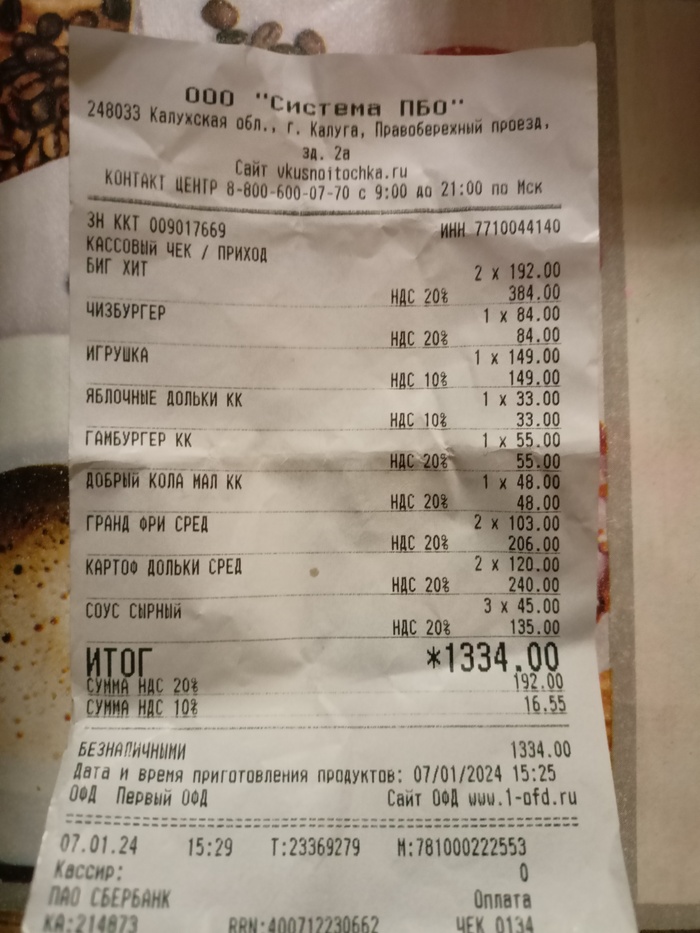 ООО "Система ПБО"
248033 Калужская обл., г. Калуга, Правобережный проезд,
зд. 2а
Сайт vkusnoitochka.ru
КОНТАКТ ЦЕНТР 8-800-600-07-70 с 9:00 до 21:00 по Мск
ЗН ККТ 009017669 ИНН 7710044140
КАССОВЫЙ ЧЕК / ПРИХОД
БИГ ХИТ 2 x 192.00
НДС 20% 384.00
ЧИЗБУРГЕР 1 x 84.00
НДС 20% 84.00
ИГРУШКА 1 x 149.00
НДС 10% 149.00
ЯБЛОЧНЫЕ ДОЛЬКИ КК 1 x 33.00
НДС 10% 33.00
ГАМБУРГЕР КК 1 x 55.00
НДС 20% 55.00
ДОБРЫЙ КОЛА МАЛ КК 1 x 48.00
НДС 20% 48.00
ГРАНД ФРИ СРЕД 2 x 103.00
НДС 20% 206.00
КАРТОФ ДОЛЬКИ СРЕД 2 x 120.00
НДС 20% 240.00
СОУС СЫРНЫЙ 3 x 45.00
НДС 20% 135.00
ИТОГ *1334.00
СУММА НДС 20% 192.00
СУММА НДС 10% 16.55
БЕЗНАЛИЧНЫМИ 1334.00
Дата и время приготовления продуктов: 07/01/2024 15:25
ОФД Первый ОФД Сайт ОФД www.1-ofd.ru
07.01.24 15:29 Т:23369279 М:781000222553
Кассир: 0
ПАО СБЕРБАНК Оплата
КА:214873 RRN:400712230662 ЧЕК 0134